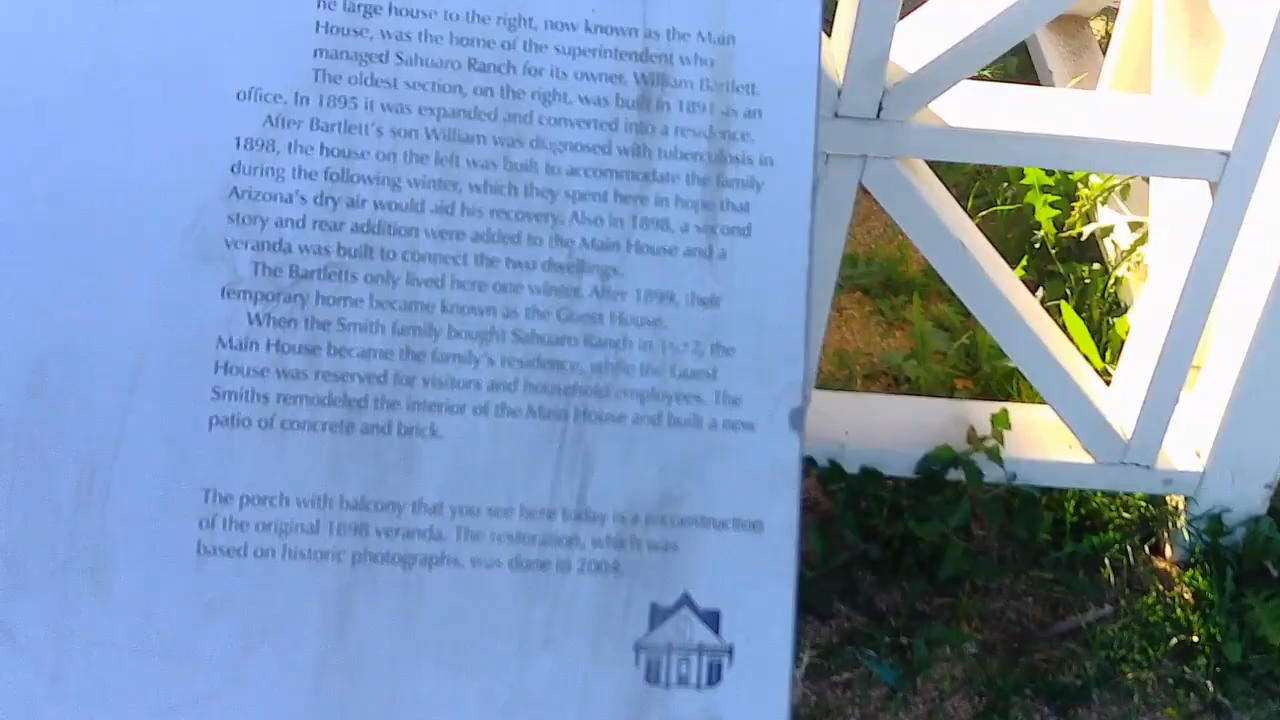 he large house to the right, now known as the Main
House, was the home of the superintendent who
managed Sahuaro Ranch for its owner, William Bartlett.
The oldest section, on the right, was built in 1891 as an
office. In 1895 it was expanded and converted into a residence.
After Bartlett's son William was diagnosed with tuberculosis in
1898, the house on the left was built to accommodate the family
during the following winter, which they spent here in hope that
Arizona's dry air would aid his recovery. Also in 1898, a second
story and rear addition were added to the Main House and a
veranda was built to connect the two dwellings.
The Bartletts only lived here one winter. After 1899, their
temporary home became known as the Guest House.
When the Smith family bought Sahuaro Ranch in the
Main House became the family's residence, while the Guest
House was reserved for visitors and household employees. The
Smiths remodeled the interior of the Main House and built a new
patio of concrete and brick.
The porch with balcony that you see here today is a reconstruction
of the original 1898 veranda. The restoration, which was
based on historic photographs, was done in